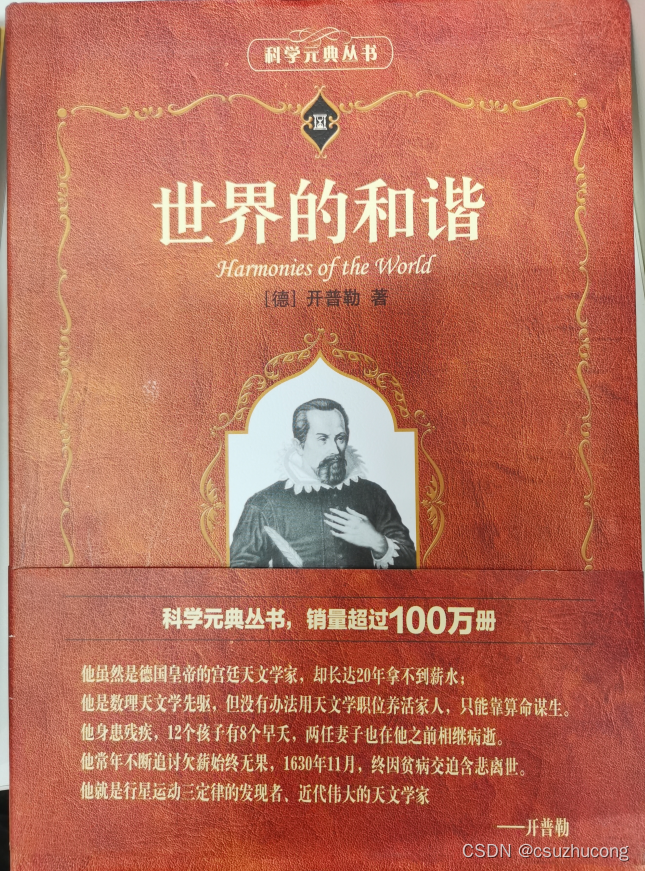 科学元典丛书
世界的和谐
Harmonies of the World
[德] 开普勒 著
科学元典丛书，销量超过100万册
他虽然是德国皇帝的宫廷天文学家，却长达20年拿不到薪水；
他是数理天文学先驱，但没有办法用天文学职位养活家人，只能靠算命谋生。
他身患残疾，12个孩子有8个早夭，两任妻子也在他之前相继病逝。
他常年不断追讨欠薪始终无果，1630年11月，终因贫病交迫含悲离世。
他就是行星运动三定律的发现者、近代伟大的天文学家
——开普勒
CSDN @csuzhucong